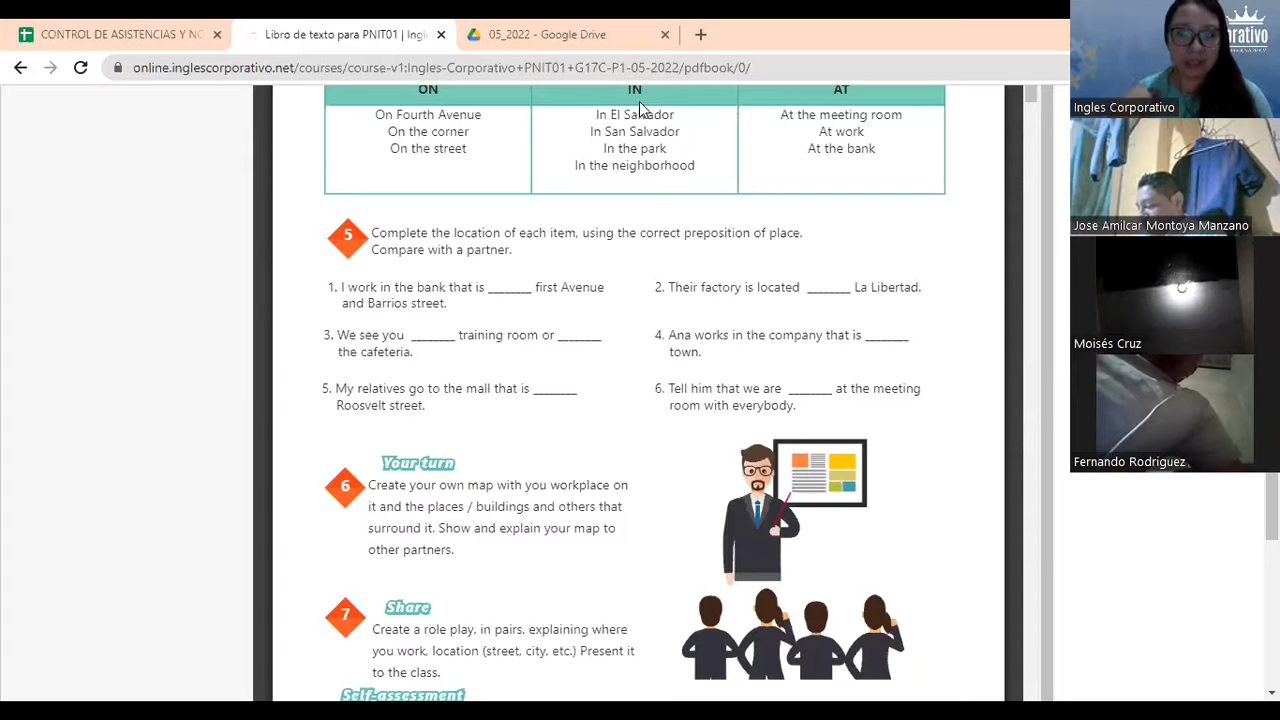 CONTROL DE ASISTENCIAS Y NO
Libro de texto para PNIT01 | Ingl
05_2022 - Google Drive
online.inglescorporativo.net/courses/course-v1:Ingles-Corporativo+PNIT01+G17C-P1-05-2022/pdfbook/0/
ON
IN
AT
On Fourth Avenue
On the corner
On the street
In El Salvador
In San Salvador
In the park
In the neighborhood
At the meeting room
At work
At the bank
5
Complete the location of each item, using the correct preposition of place.
Compare with a partner.
1. I work in the bank that is _______ first Avenue
and Barrios street.
2. Their factory is located _______ La Libertad.
3. We see you _______ training room or _______
the cafeteria.
4. Ana works in the company that is _______
town.
5. My relatives go to the mall that is _______
Roosvelt street.
6. Tell him that we are _______ at the meeting
room with everybody.
6
Your turn
Create your own map with you workplace on
it and the places / buildings and others that
surround it. Show and explain your map to
other partners.
7
Share
Create a role play, in pairs, explaining where
you work, location (street, city, etc.) Present it
to the class.
Self-assessment
Ingles Corporativo
Jose Amilcar Montoya Manzano
Moisés Cruz
Fernando Rodriguez